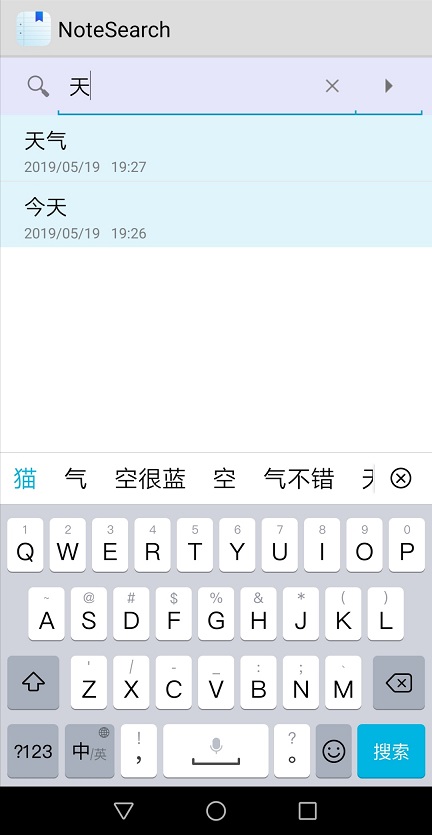 NoteSearch
天
天气
2019/05/19 19:27
今天
2019/05/19 19:26
猫 气 空很蓝 空 气不错
1 2 3 4 5 6 7 8 9 0
Q W E R T Y U I O P
~ @ # $ % & * ( )
A S D F G H J K L
' / - _ : ; 、
Z X C V B N M
! ?
?123 中/英 , 。 搜索